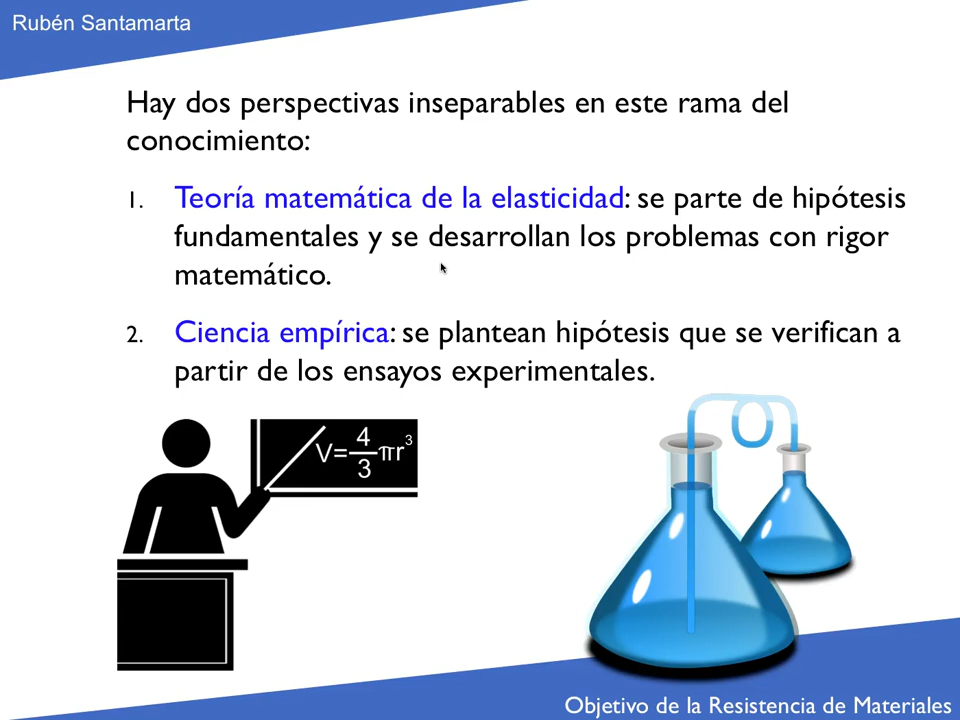 Rubén Santamarta
Hay dos perspectivas inseparables en este rama del
conocimiento:
1. Teoría matemática de la elasticidad: se parte de hipótesis
fundamentales y se desarrollan los problemas con rigor
matemático.
2. Ciencia empírica: se plantean hipótesis que se verifican a
partir de los ensayos experimentales.
V=4/3πr³
Objetivo de la Resistencia de Materiales